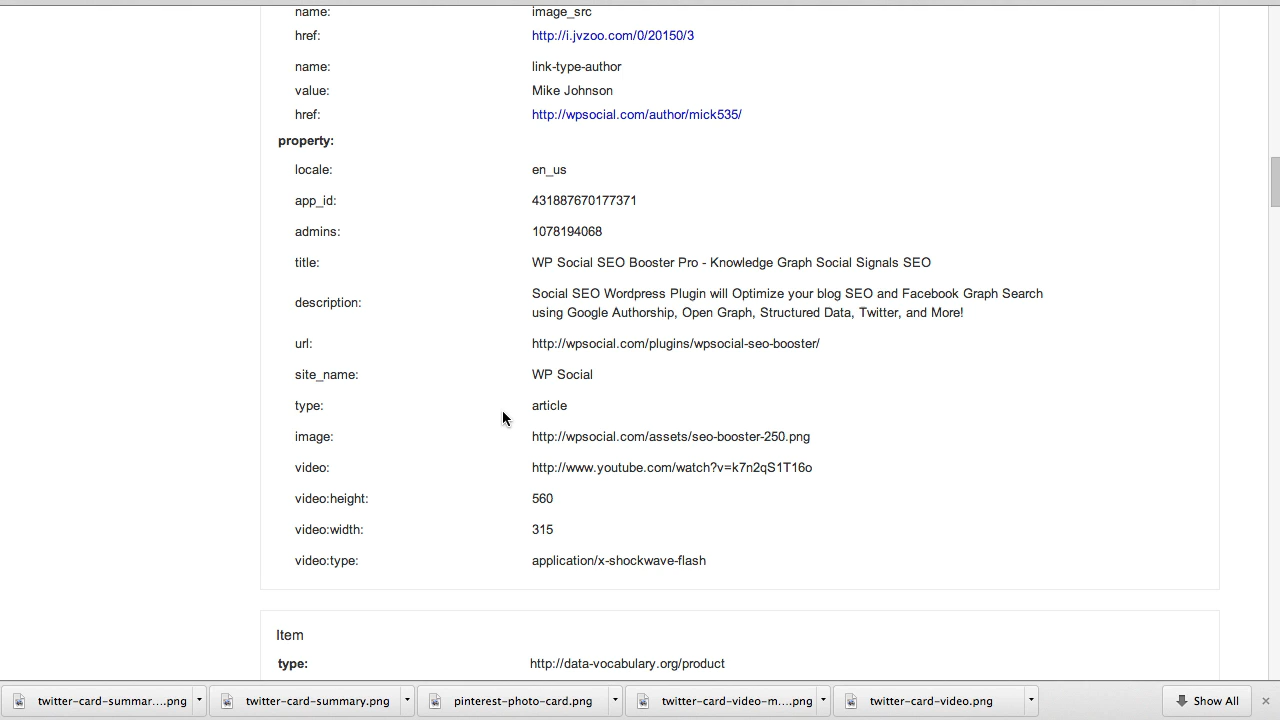 name: image_src
href: http://i.jvzoo.com/0/20150/3
name: link-type-author
value: Mike Johnson
href: http://wpsocial.com/author/mick535/
property:
locale: en_us
app_id: 431887670177371
admins: 1078194068
title: WP Social SEO Booster Pro - Knowledge Graph Social Signals SEO
description: Social SEO Wordpress Plugin will Optimize your blog SEO and Facebook Graph Search
using Google Authorship, Open Graph, Structured Data, Twitter, and More!
url: http://wpsocial.com/plugins/wpsocial-seo-booster/
site_name: WP Social
type: article
image: http://wpsocial.com/assets/seo-booster-250.png
video: http://www.youtube.com/watch?v=k7n2qS1T16o
video:height: 560
video:width: 315
video:type: application/x-shockwave-flash
Item
type: http://data-vocabulary.org/product
twitter-card-summar....png twitter-card-summary.png pinterest-photo-card.png twitter-card-video-m....png twitter-card-video.png Show All